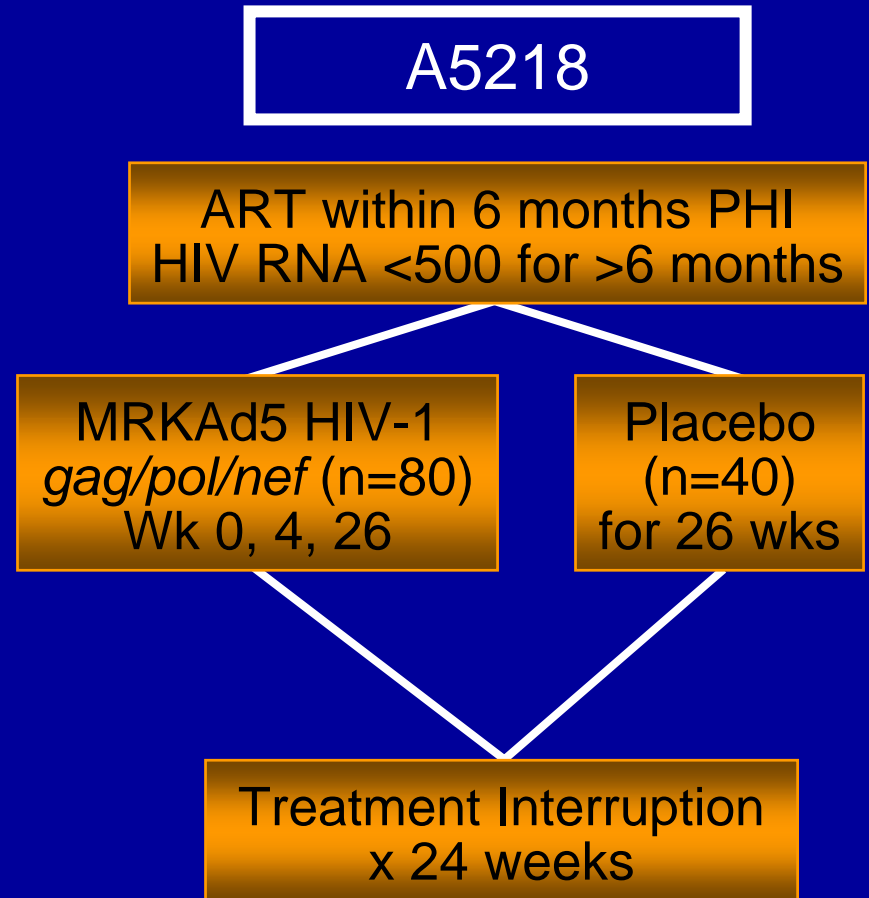 A5218
ART within 6 months PHI
HIV RNA <500 for >6 months
MRKAd5 HIV-1
gag/pol/nef (n=80)
Wk 0, 4, 26
Placebo
(n=40)
for 26 wks
Treatment Interruption
x 24 weeks